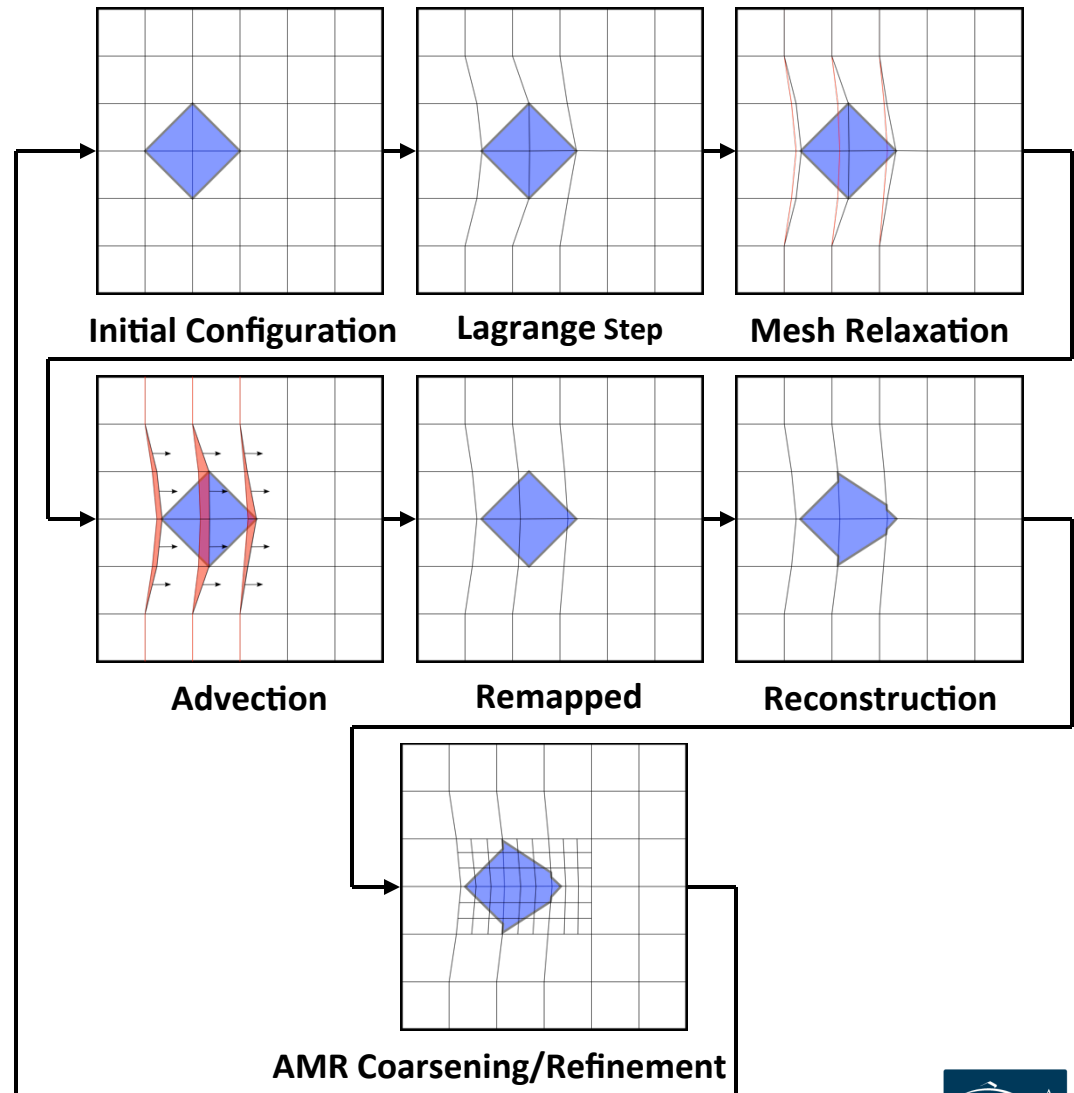 Initial Configuration
Lagrange Step
Mesh Relaxation
Advection
Remapped
Reconstruction
AMR Coarsening/Refinement